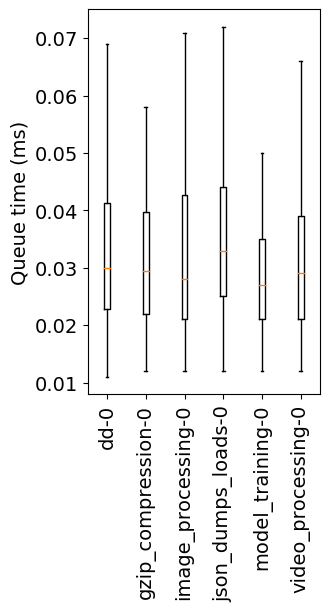 Queue time (ms)
0.07
0.06
0.05
0.04
0.03
0.02
0.01
dd-0
gzip_compression-0
image_processing-0
json_dumps_loads-0
model_training-0
video_processing-0